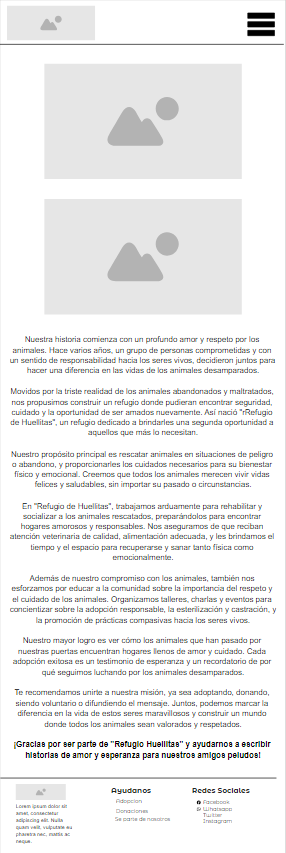 Nuestra historia comienza con un profundo amor y respeto por los
animales. Hace varios años, un grupo de personas comprometidas y con
un sentido de responsabilidad hacia los seres vivos, decidieron juntos para
hacer una diferencia en las vidas de los animales desamparados.
Movidos por la triste realidad de los animales abandonados y maltratados,
nos propusimos construir un refugio donde pudieran encontrar seguridad,
cuidado y la oportunidad de ser amados nuevamente. Así nació "rRefugio
de Huellitas", un refugio dedicado a brindarles una segunda oportunidad a
aquellos que más lo necesitan.
Nuestro propósito principal es rescatar animales en situaciones de peligro
o abandono, y proporcionarles los cuidados necesarios para su bienestar
físico y emocional. Creemos que todos los animales merecen vivir vidas
felices y saludables, sin importar su pasado o circunstancias.
En "Refugio de Huellitas", trabajamos arduamente para rehabilitar y
socializar a los animales rescatados, preparándolos para encontrar
hogares amorosos y responsables. Nos aseguramos de que reciban
atención veterinaria de calidad, alimentación adecuada, y les brindamos el
tiempo y el espacio para recuperarse y sanar tanto física como
emocionalmente.
Además de nuestro compromiso con los animales, también nos
esforzamos por educar a la comunidad sobre la importancia del respeto y
el cuidado de los animales. Organizamos talleres, charlas y eventos para
concientizar sobre la adopción responsable, la esterilización y castración, y
la promoción de prácticas compasivas hacia los seres vivos.
Nuestro mayor logro es ver cómo los animales que han pasado por
nuestras puertas encuentran hogares llenos de amor y cuidado. Cada
adopción exitosa es un testimonio de esperanza y un recordatorio de por
qué seguimos luchando por los animales desamparados.
Te recomendamos unirte a nuestra misión, ya sea adoptando, donando,
siendo voluntario o difundiendo el mensaje. Juntos, podemos marcar la
diferencia en la vida de estos seres maravillosos y construir un mundo
donde todos los animales sean valorados y respetados.
¡Gracias por ser parte de "Refugio Huellitas" y ayudarnos a escribir
historias de amor y esperanza para nuestros amigos peludos!
Lorem ipsum dolor sit
amet, consectetur
adipiscing elit. Nulla
quam velit, vulputate eu
pharetra nec, mattis ac
neque.
Ayudanos
Adopcion
Donaciones
Se parte de nosotros
Redes Sociales
Facebook
Whatsapp
Twitter
Instagram